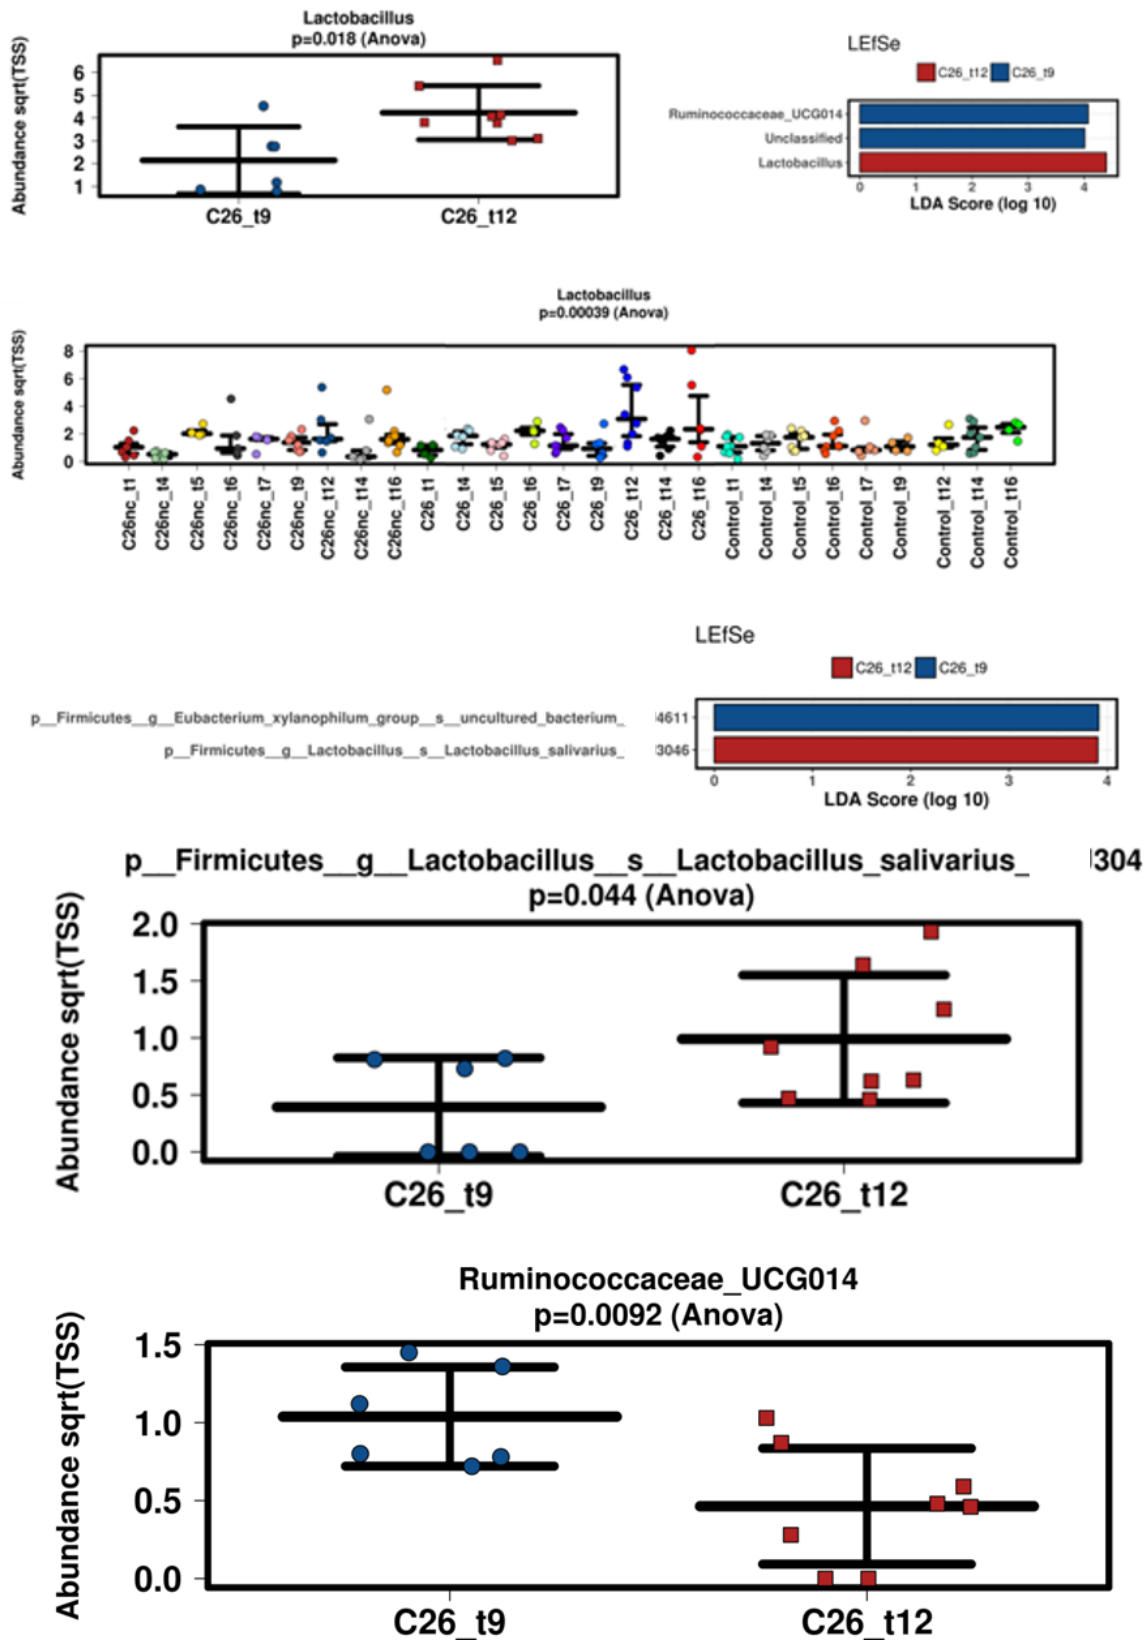 Lactobacillus
p=0.018 (Anova)
Abundance sqrt(TSS)
6
5
4
3
2
1
C26_t9 C26_t12
LEfSe
C26_t12 C26_t9
Ruminococcaceae_UCG014
Unclassified
Lactobacillus
0 1 2 3 4
LDA Score (log 10)
Lactobacillus
p=0.00039 (Anova)
Abundance sqrt(TSS)
8
6
4
2
0
C26nc_t1 C26nc_t4 C26nc_t5 C26nc_t6 C26nc_t7 C26nc_t9 C26nc_t12 C26nc_t14 C26nc_t16 C26_t1 C26_t4 C26_t5 C26_t6 C26_t7 C26_t9 C26_t12 C26_t14 C26_t16 Control_t1 Control_t4 Control_t5 Control_t6 Control_t7 Control_t9 Control_t12 Control_t14 Control_t16
LEfSe
C26_t12 C26_t9
p__Firmicutes__g__Eubacterium_xylanophilum_group__s__uncultured_bacterium_ 4611
p__Firmicutes__g__Lactobacillus__s__Lactobacillus_salivarius_ 3046
0 1 2 3 4
LDA Score (log 10)
p__Firmicutes__g__Lactobacillus__s__Lactobacillus_salivarius_ 304
p=0.044 (Anova)
Abundance sqrt(TSS)
2.0
1.5
1.0
0.5
0.0
C26_t9 C26_t12
Ruminococcaceae_UCG014
p=0.0092 (Anova)
Abundance sqrt(TSS)
1.5
1.0
0.5
0.0
C26_t9 C26_t12